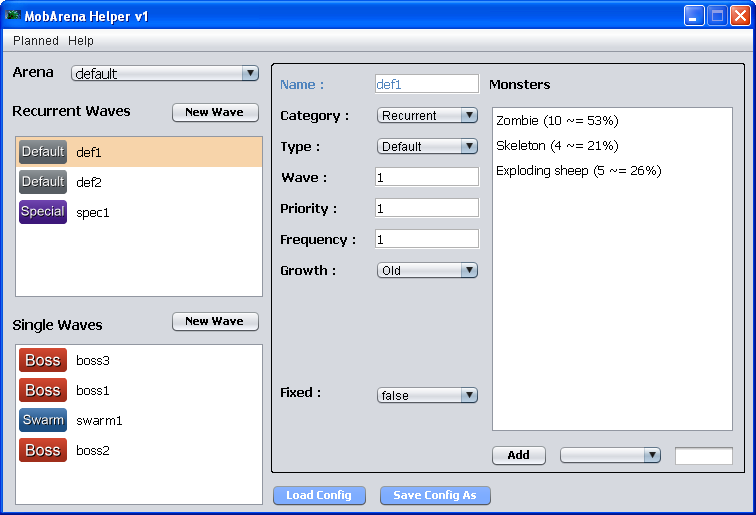 MobArena Helper v1
Planned Help
Arena default
Recurrent Waves New Wave
Default def1
Default def2
Special spec1
Single Waves New Wave
Boss boss3
Boss boss1
Swarm swarm1
Boss boss2
Name : def1
Category : Recurrent
Type : Default
Wave : 1
Priority : 1
Frequency : 1
Growth : Old
Fixed : false
Monsters
Zombie (10 ~= 53%)
Skeleton (4 ~= 21%)
Exploding sheep (5 ~= 26%)
Add
Load Config Save Config As